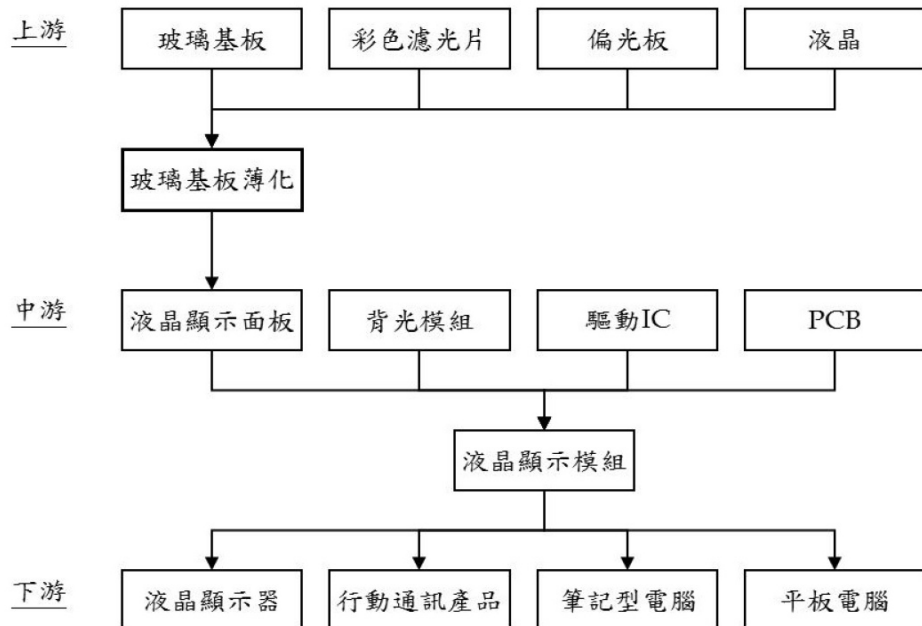 上游
玻璃基板
彩色濾光片
偏光板
液晶
玻璃基板薄化
中游
液晶顯示面板
背光模組
驅動IC
PCB
液晶顯示模組
下游
液晶顯示器
行動通訊產品
筆記型電腦
平板電腦